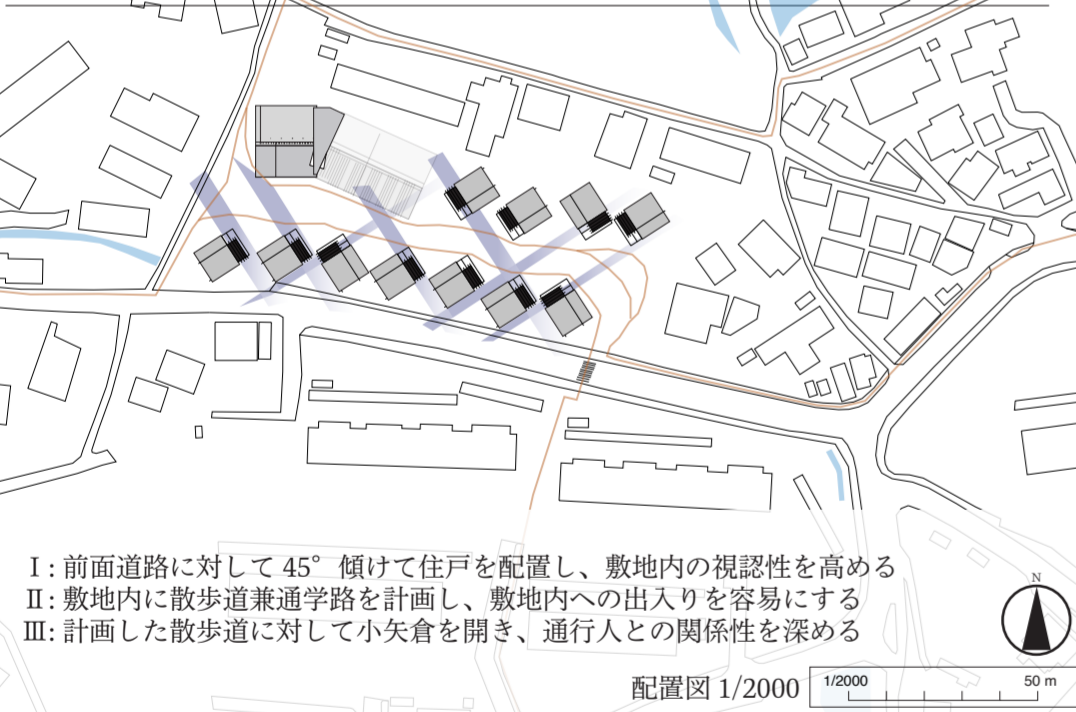 Ⅰ: 前面道路に対して 45° 傾けて住戸を配置し、敷地内の視認性を高める
Ⅱ: 敷地内に散歩道兼通学路を計画し、敷地内への出入りを容易にする
Ⅲ: 計画した散歩道に対して小矢倉を開き、通行人との関係性を深める
N
配置図 1/2000
1/2000 50 m